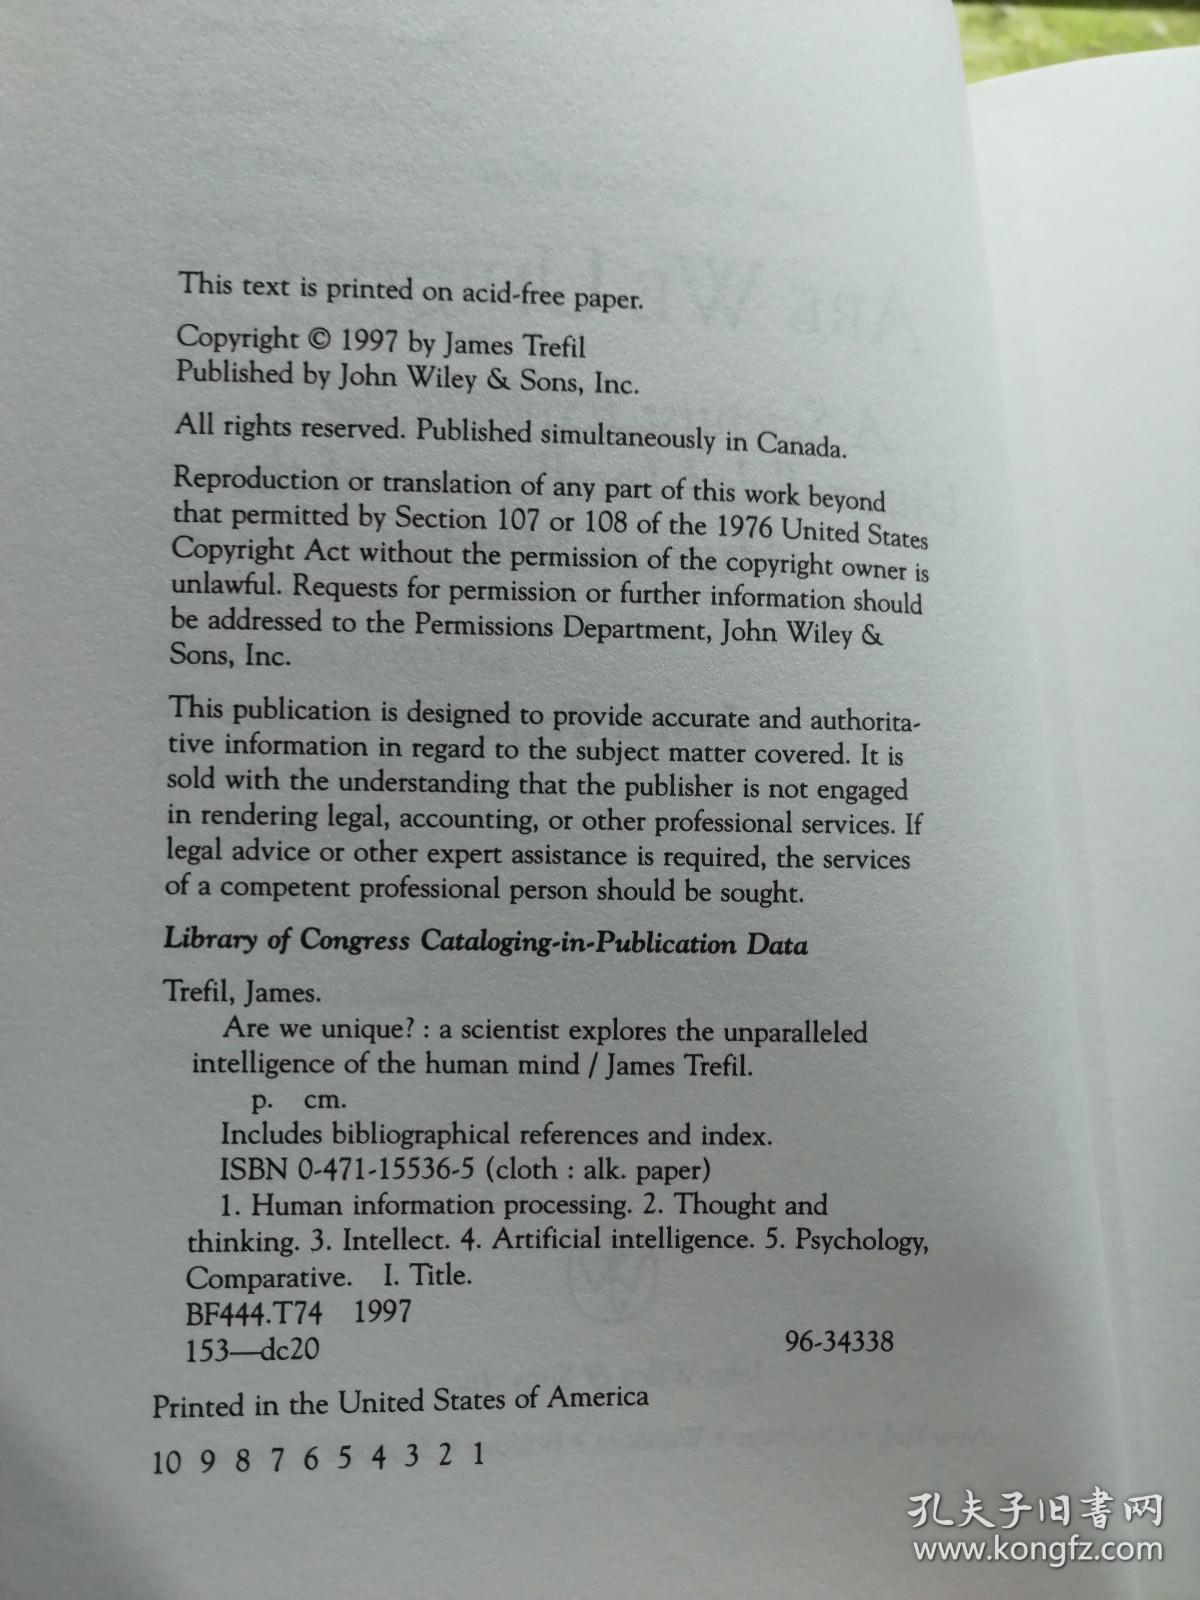 This text is printed on acid-free paper.
Copyright © 1997 by James Trefil
Published by John Wiley & Sons, Inc.
All rights reserved. Published simultaneously in Canada.
Reproduction or translation of any part of this work beyond
that permitted by Section 107 or 108 of the 1976 United States
Copyright Act without the permission of the copyright owner is
unlawful. Requests for permission or further information should
be addressed to the Permissions Department, John Wiley &
Sons, Inc.
This publication is designed to provide accurate and authorita-
tive information in regard to the subject matter covered. It is
sold with the understanding that the publisher is not engaged
in rendering legal, accounting, or other professional services. If
legal advice or other expert assistance is required, the services
of a competent professional person should be sought.
Library of Congress Cataloging-in-Publication Data
Trefil, James.
Are we unique? : a scientist explores the unparalleled
intelligence of the human mind / James Trefil.
p. cm.
Includes bibliographical references and index.
ISBN 0-471-15536-5 (cloth : alk. paper)
1. Human information processing. 2. Thought and
thinking. 3. Intellect. 4. Artificial intelligence. 5. Psychology,
Comparative. I. Title.
BF444.T74 1997
153—dc20 96-34338
Printed in the United States of America
10 9 8 7 6 5 4 3 2 1
孔夫子旧书网
www.kongfz.com